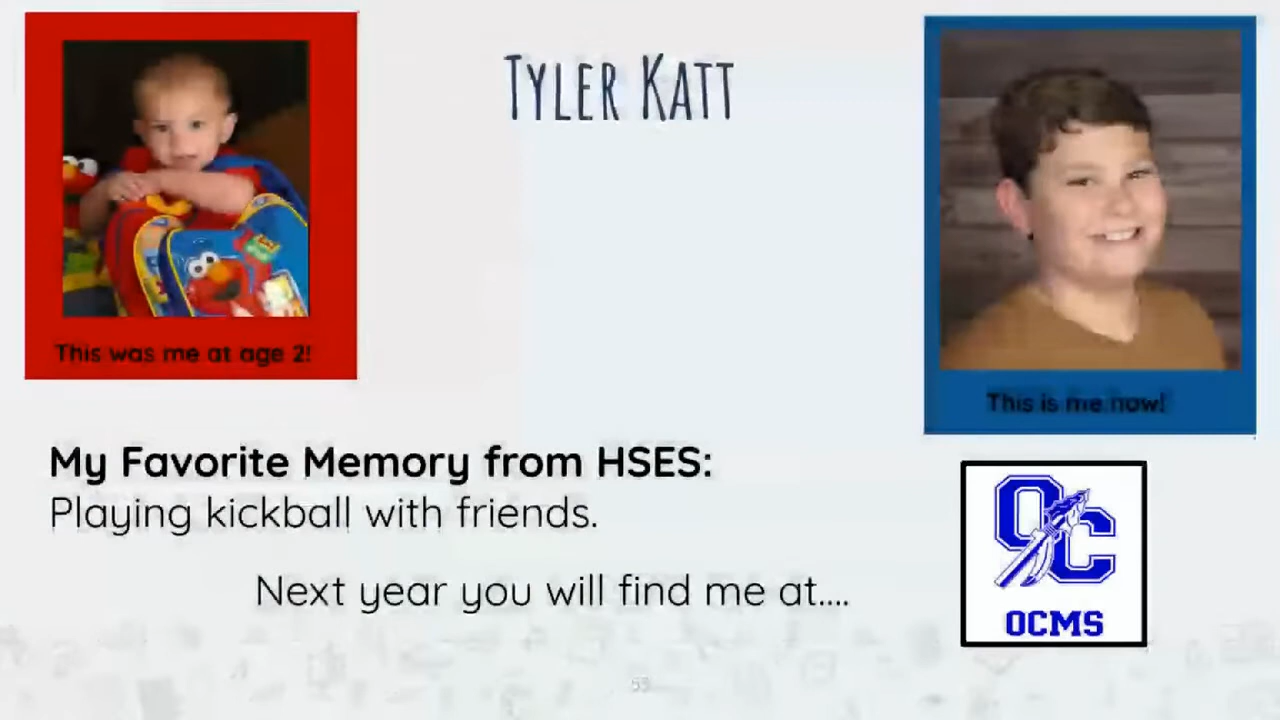 Tyler Katt
This was me at age 2!
This is me now!
My Favorite Memory from HSES:
Playing kickball with friends.
Next year you will find me at....
OC
OCMS